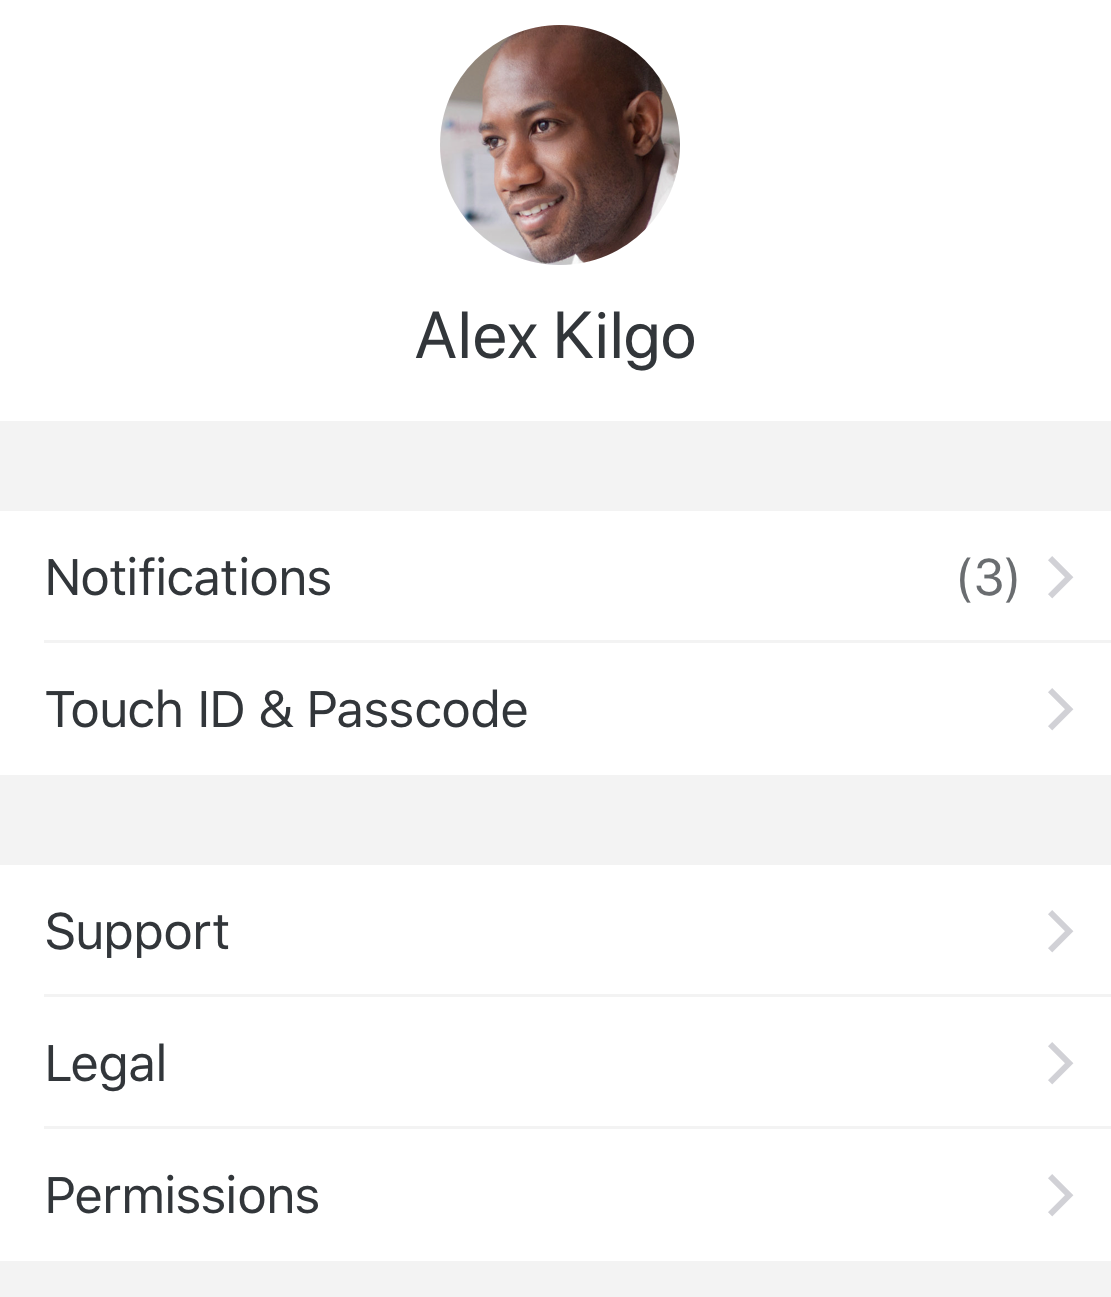 Alex Kilgo
Notifications (3)
Touch ID & Passcode
Support
Legal
Permissions